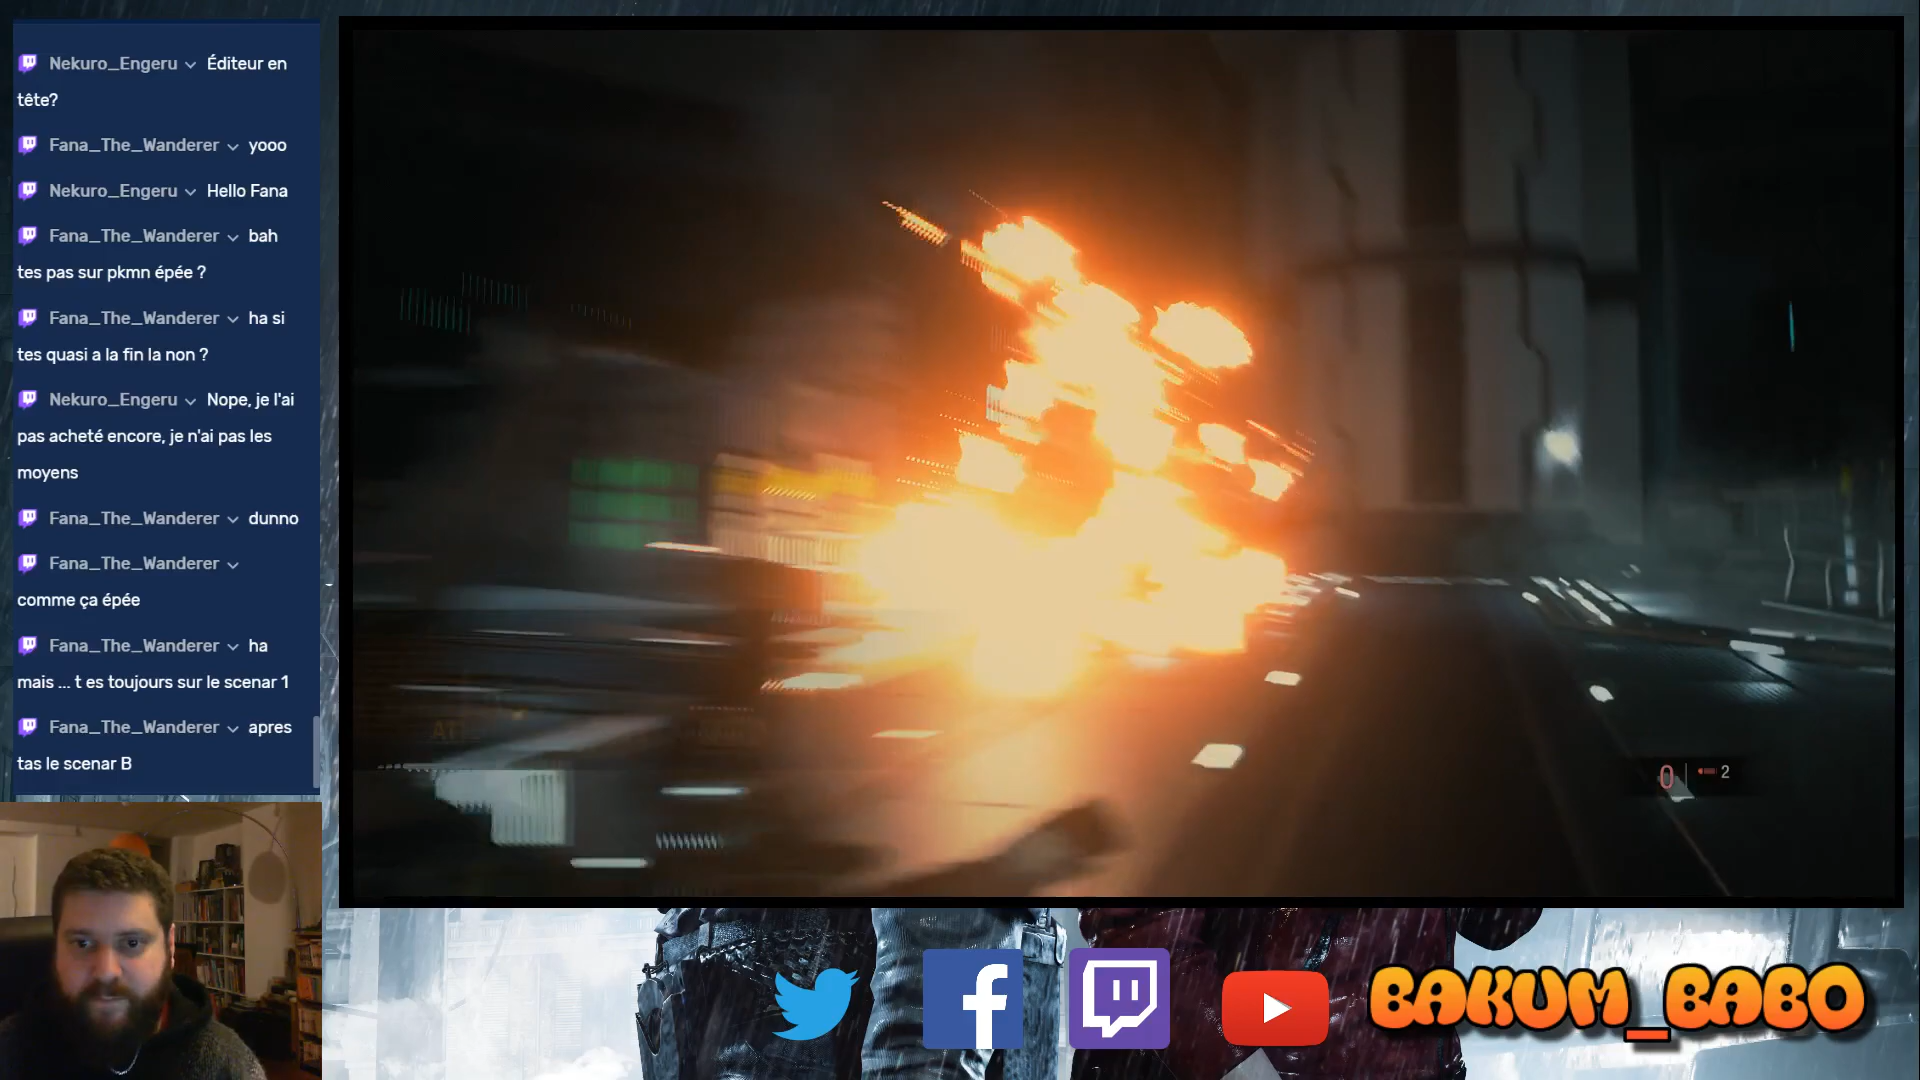 Nekuro_Engeru Éditeur en
tête?
Fana_The_Wanderer yooo
Nekuro_Engeru Hello Fana
Fana_The_Wanderer bah
tes pas sur pkmn épée ?
Fana_The_Wanderer ha si
tes quasi a la fin la non ?
Nekuro_Engeru Nope, je l'ai
pas acheté encore, je n'ai pas les
moyens
Fana_The_Wanderer dunno
Fana_The_Wanderer
comme ça épée
Fana_The_Wanderer ha
mais ... t es toujours sur le scenar 1
Fana_The_Wanderer apres
tas le scenar B
0 2
BAKUM_BABO